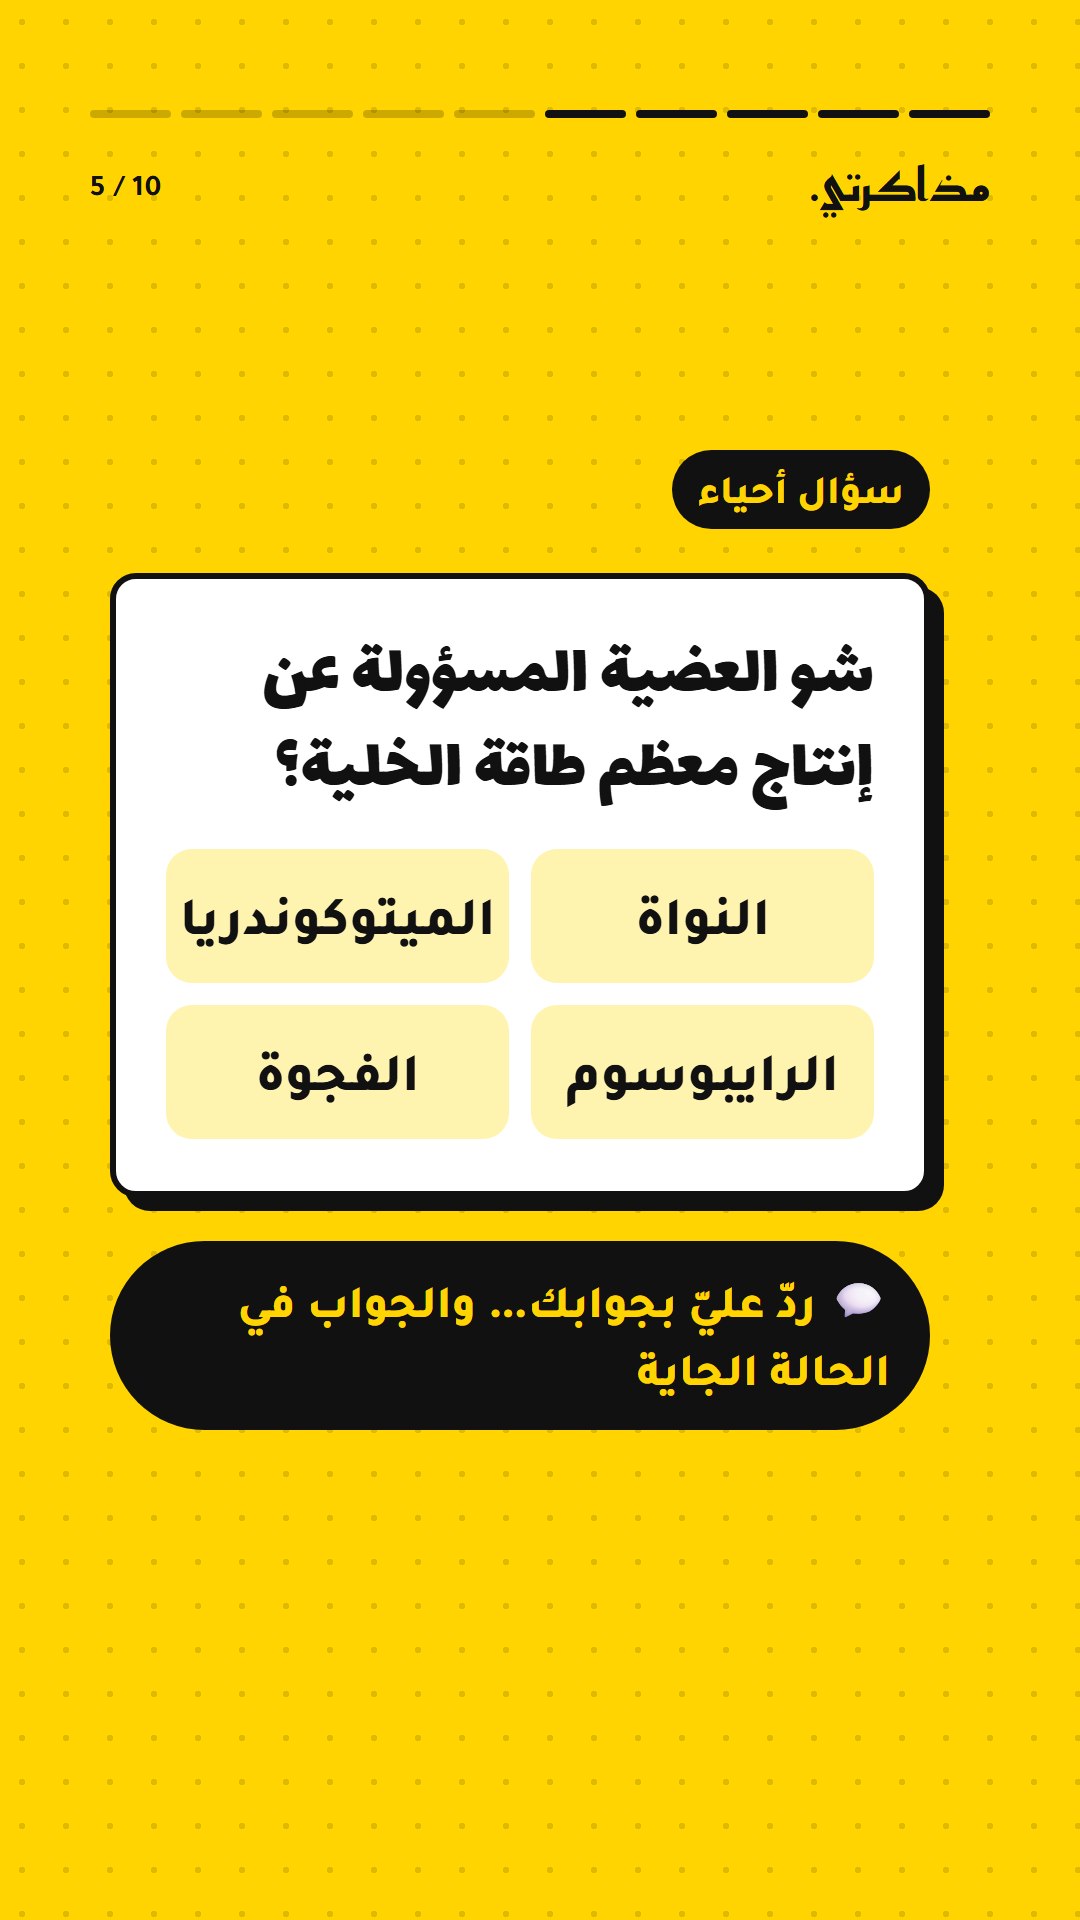 مذاكرتي.
5 / 10
سؤال أحياء
شو العضية المسؤولة عن
إنتاج معظم طاقة الخلية؟
النواة
الميتوكوندريا
الرايبوسوم
الفجوة
💬 ردّ عليّ بجوابك... والجواب في
الحالة الجاية